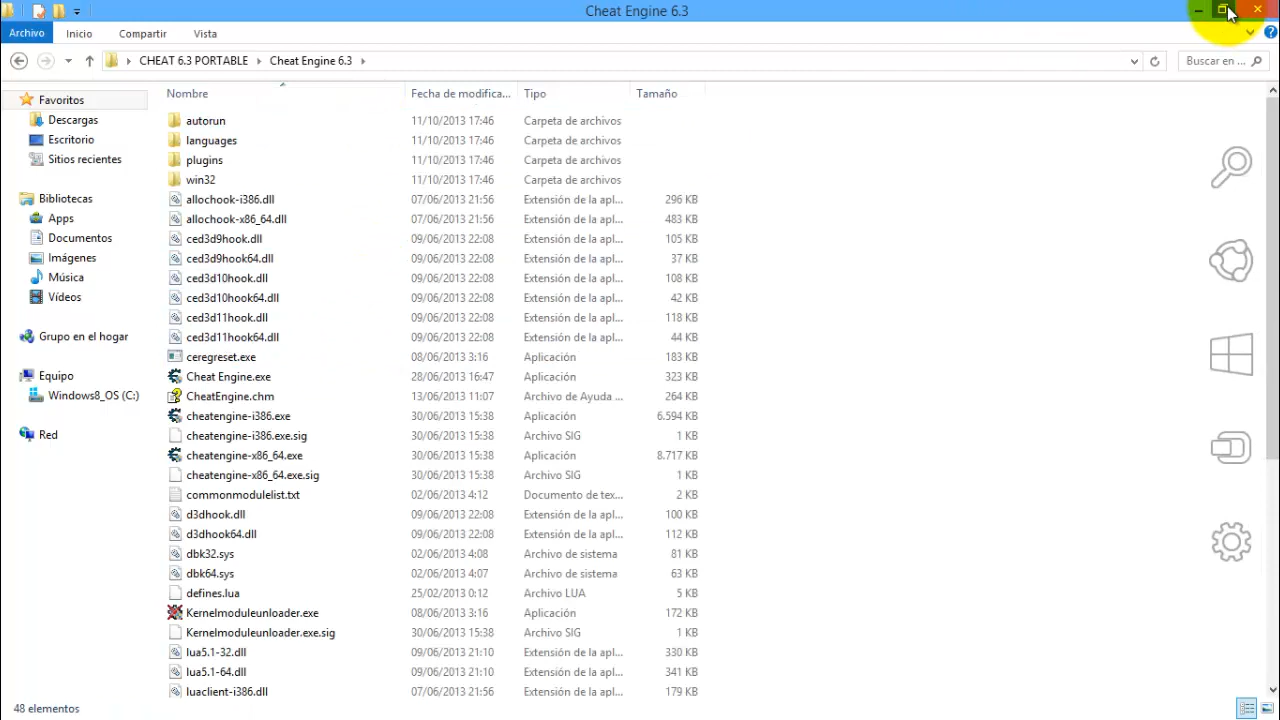 Cheat Engine 6.3
Archivo Inicio Compartir Vista
CHEAT 6.3 PORTABLE Cheat Engine 6.3 Buscar en ...
Nombre Fecha de modifica... Tipo Tamaño
Favoritos
Descargas
Escritorio
Sitios recientes
Bibliotecas
Apps
Documentos
Imágenes
Música
Vídeos
Grupo en el hogar
Equipo
Windows8_OS (C:)
Red
autorun 11/10/2013 17:46 Carpeta de archivos
languages 11/10/2013 17:46 Carpeta de archivos
plugins 11/10/2013 17:46 Carpeta de archivos
win32 11/10/2013 17:46 Carpeta de archivos
allochook-i386.dll 07/06/2013 21:56 Extensión de la apl... 296 KB
allochook-x86_64.dll 07/06/2013 21:56 Extensión de la apl... 483 KB
ced3d9hook.dll 09/06/2013 22:08 Extensión de la apl... 105 KB
ced3d9hook64.dll 09/06/2013 22:08 Extensión de la apl... 37 KB
ced3d10hook.dll 09/06/2013 22:08 Extensión de la apl... 108 KB
ced3d10hook64.dll 09/06/2013 22:08 Extensión de la apl... 42 KB
ced3d11hook.dll 09/06/2013 22:08 Extensión de la apl... 118 KB
ced3d11hook64.dll 09/06/2013 22:08 Extensión de la apl... 44 KB
ceregreset.exe 08/06/2013 3:16 Aplicación 183 KB
Cheat Engine.exe 28/06/2013 16:47 Aplicación 323 KB
CheatEngine.chm 13/06/2013 11:07 Archivo de Ayuda ... 264 KB
cheatengine-i386.exe 30/06/2013 15:38 Aplicación 6.594 KB
cheatengine-i386.exe.sig 30/06/2013 15:38 Archivo SIG 1 KB
cheatengine-x86_64.exe 30/06/2013 15:38 Aplicación 8.717 KB
cheatengine-x86_64.exe.sig 30/06/2013 15:38 Archivo SIG 1 KB
commonmodulelist.txt 02/06/2013 4:12 Documento de tex... 2 KB
d3dhook.dll 09/06/2013 22:08 Extensión de la apl... 100 KB
d3dhook64.dll 09/06/2013 22:08 Extensión de la apl... 112 KB
dbk32.sys 02/06/2013 4:08 Archivo de sistema 81 KB
dbk64.sys 02/06/2013 4:07 Archivo de sistema 63 KB
defines.lua 25/02/2013 0:12 Archivo LUA 5 KB
Kernelmoduleunloader.exe 08/06/2013 3:16 Aplicación 172 KB
Kernelmoduleunloader.exe.sig 30/06/2013 15:38 Archivo SIG 1 KB
lua5.1-32.dll 09/06/2013 21:10 Extensión de la apl... 330 KB
lua5.1-64.dll 09/06/2013 21:10 Extensión de la apl... 341 KB
luaclient-i386.dll 07/06/2013 21:56 Extensión de la apl... 179 KB
48 elementos